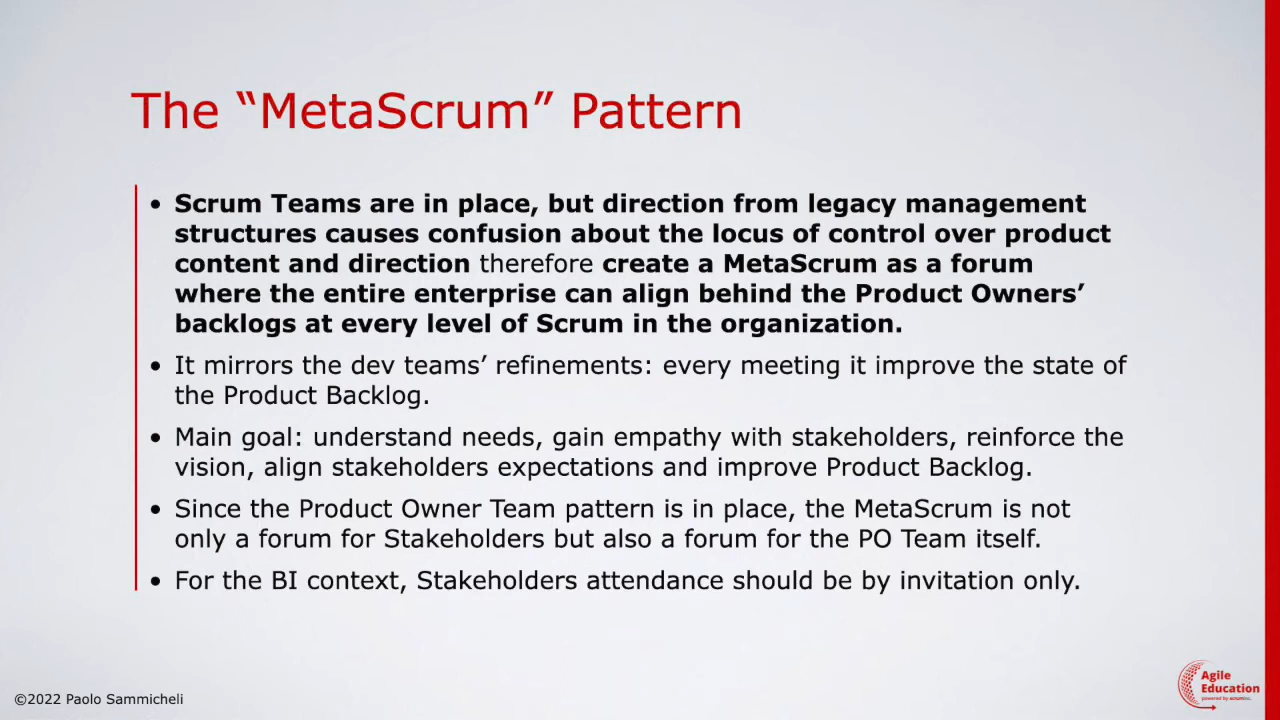 The “MetaScrum” Pattern
• Scrum Teams are in place, but direction from legacy management
structures causes confusion about the locus of control over product
content and direction therefore create a MetaScrum as a forum
where the entire enterprise can align behind the Product Owners’
backlogs at every level of Scrum in the organization.
• It mirrors the dev teams’ refinements: every meeting it improve the state of
the Product Backlog.
• Main goal: understand needs, gain empathy with stakeholders, reinforce the
vision, align stakeholders expectations and improve Product Backlog.
• Since the Product Owner Team pattern is in place, the MetaScrum is not
only a forum for Stakeholders but also a forum for the PO Team itself.
• For the BI context, Stakeholders attendance should be by invitation only.
©2022 Paolo Sammicheli
Agile
Education
powered by scruminc.